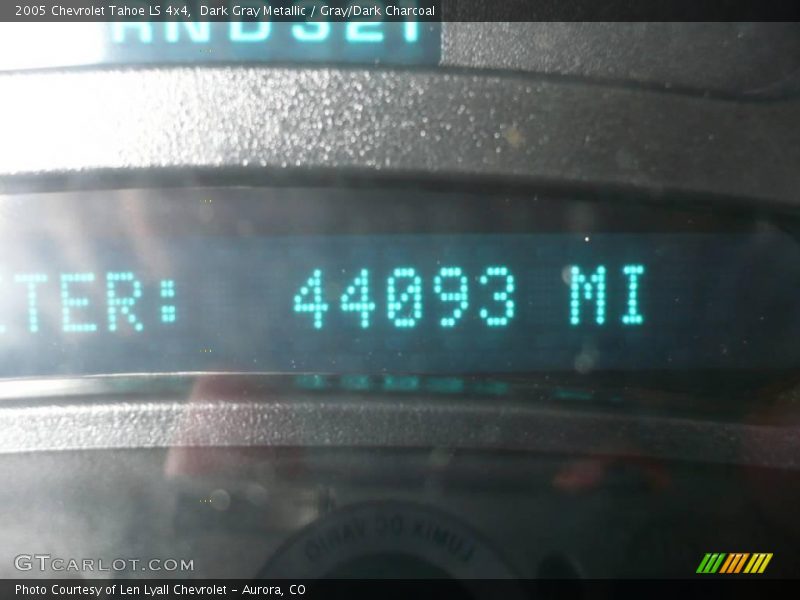 2005 Chevrolet Tahoe LS 4x4,  Dark Gray Metallic / Gray/Dark Charcoal
ETER: 44093 MI
GTCARLOT.COM
Photo Courtesy of Len Lyall Chevrolet - Aurora, CO